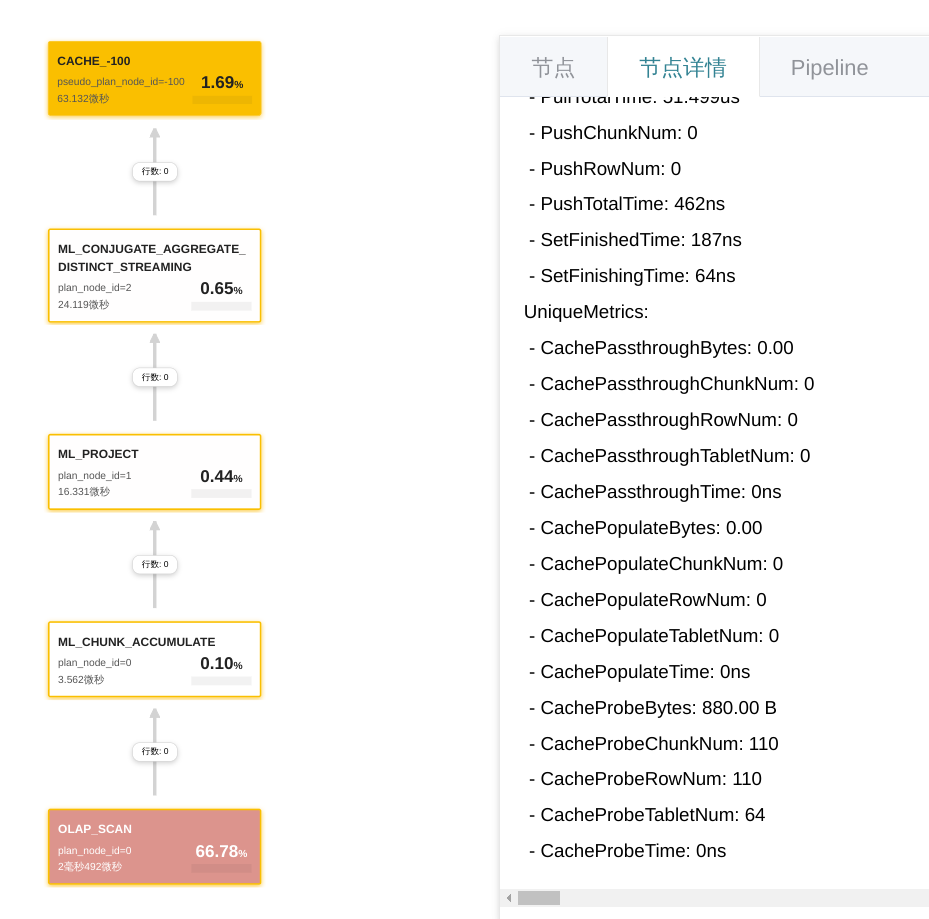 CACHE_-100
pseudo_plan_node_id=-100
1.69%
63.132微秒
行数: 0
ML_CONJUGATE_AGGREGATE_
DISTINCT_STREAMING
plan_node_id=2
0.65%
24.119微秒
行数: 0
ML_PROJECT
plan_node_id=1
0.44%
16.331微秒
行数: 0
ML_CHUNK_ACCUMULATE
plan_node_id=0
0.10%
3.562微秒
行数: 0
OLAP_SCAN
plan_node_id=0
66.78%
2毫秒492微秒
节点
节点详情
Pipeline
- PullTotalTime: 51.499us
- PushChunkNum: 0
- PushRowNum: 0
- PushTotalTime: 462ns
- SetFinishedTime: 187ns
- SetFinishingTime: 64ns
UniqueMetrics:
- CachePassthroughBytes: 0.00
- CachePassthroughChunkNum: 0
- CachePassthroughRowNum: 0
- CachePassthroughTabletNum: 0
- CachePassthroughTime: 0ns
- CachePopulateBytes: 0.00
- CachePopulateChunkNum: 0
- CachePopulateRowNum: 0
- CachePopulateTabletNum: 0
- CachePopulateTime: 0ns
- CacheProbeBytes: 880.00 B
- CacheProbeChunkNum: 110
- CacheProbeRowNum: 110
- CacheProbeTabletNum: 64
- CacheProbeTime: 0ns